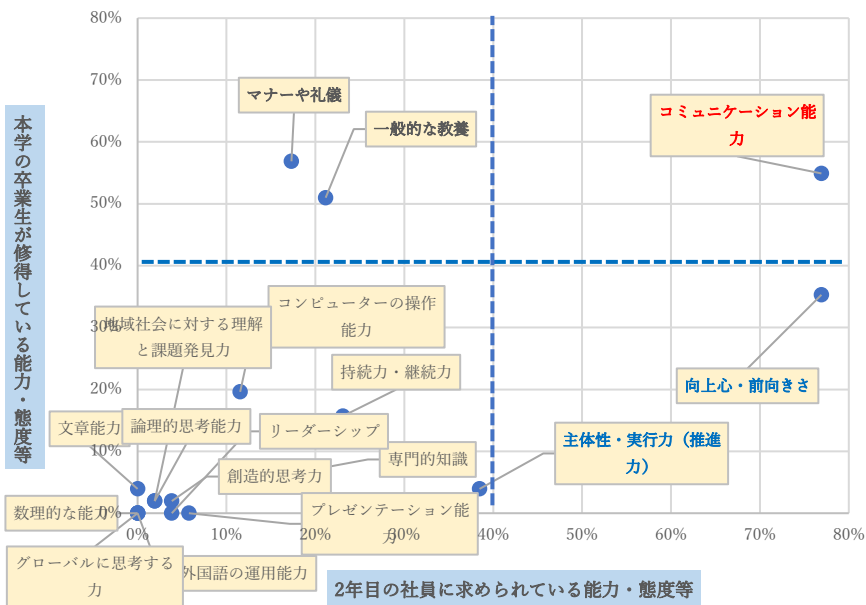 80%
70%
マナーや礼儀
コミュニケーション能
力
一般的な教養
60%
50%
40%
本学の卒業生が修得している能力・態度等
コンピューターの操作
能力
地域社会に対する理解
と課題発見力
30%
持続力・継続力
向上心・前向きさ
20%
文章能力
論理的思考能力
リーダーシップ
主体性・実行力（推進
力）
10%
専門的知識
創造的思考力
数理的な能力
0%
プレゼンテーション能
力
0%
10%
20%
30%
40%
50%
60%
70%
80%
グローバルに思考する
力
外国語の運用能力
2年目の社員に求められている能力・態度等